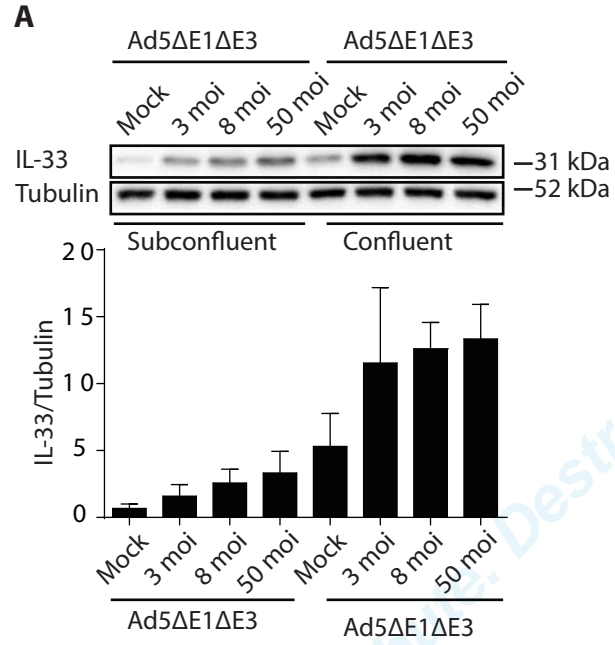 A
Ad5ΔE1ΔE3 Ad5ΔE1ΔE3
Mock 3 moi 8 moi 50 moi Mock 3 moi 8 moi 50 moi
IL-33 —31 kDa
Tubulin —52 kDa
Subconfluent Confluent
20
15
10
5
0
IL-33/Tubulin
Mock 3 moi 8 moi 50 moi Mock 3 moi 8 moi 50 moi
Ad5ΔE1ΔE3 Ad5ΔE1ΔE3